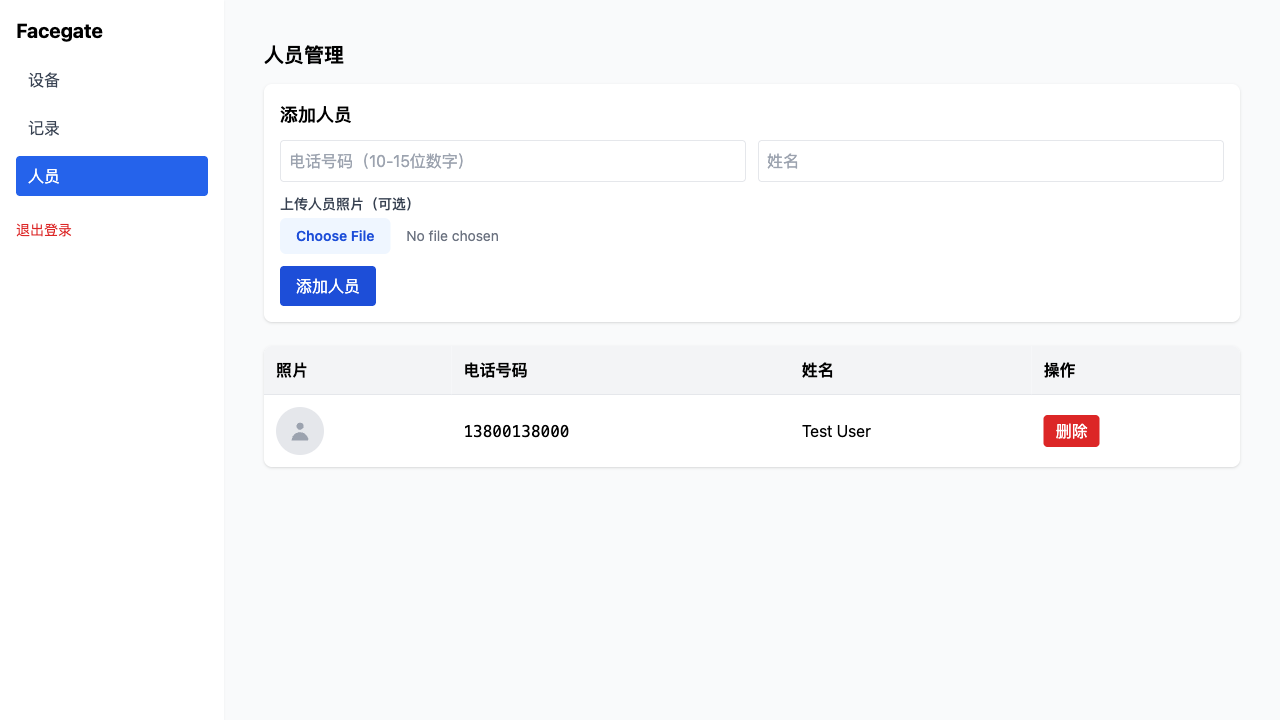 Facegate
设备
记录
人员
退出登录
人员管理
添加人员
电话号码（10-15位数字）
姓名
上传人员照片（可选）
Choose File No file chosen
添加人员
照片 电话号码 姓名 操作
13800138000 Test User 删除